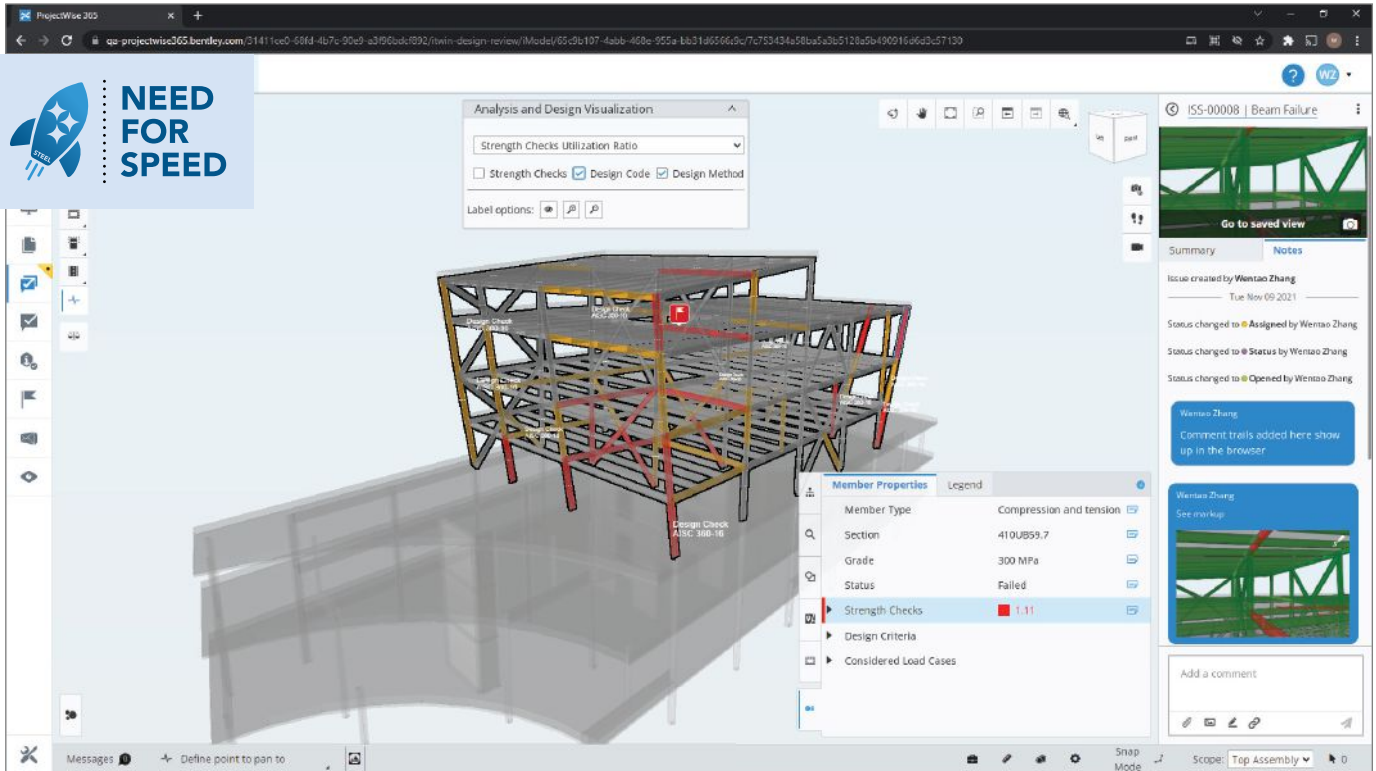 ProjectWise 365
qa-projectwise365.bentley.com/
WZ
STEEL
NEED
FOR
SPEED
Analysis and Design Visualization
Strength Checks Utilization Ratio
Strength Checks Design Code Design Method
Label options:
ISS-00008 | Beam Failure
Go to saved view
Summary Notes
Issue created by Wentao Zhang
Tue Nov 09 2021
Status changed to Assigned by Wentao Zhang
Status changed to Status by Wentao Zhang
Status changed to Opened by Wentao Zhang
Wentao Zhang
Comment trails added here show
up in the browser
Wentao Zhang
See markup
Add a comment
Design Check
AISC 360-16
Member Properties Legend
Member Type Compression and tension
Section 410UB59.7
Grade 300 MPa
Status Failed
Strength Checks 1.11
Design Criteria
Considered Load Cases
Messages 0 Define point to pan to
Snap
Mode
Scope: Top Assembly 0